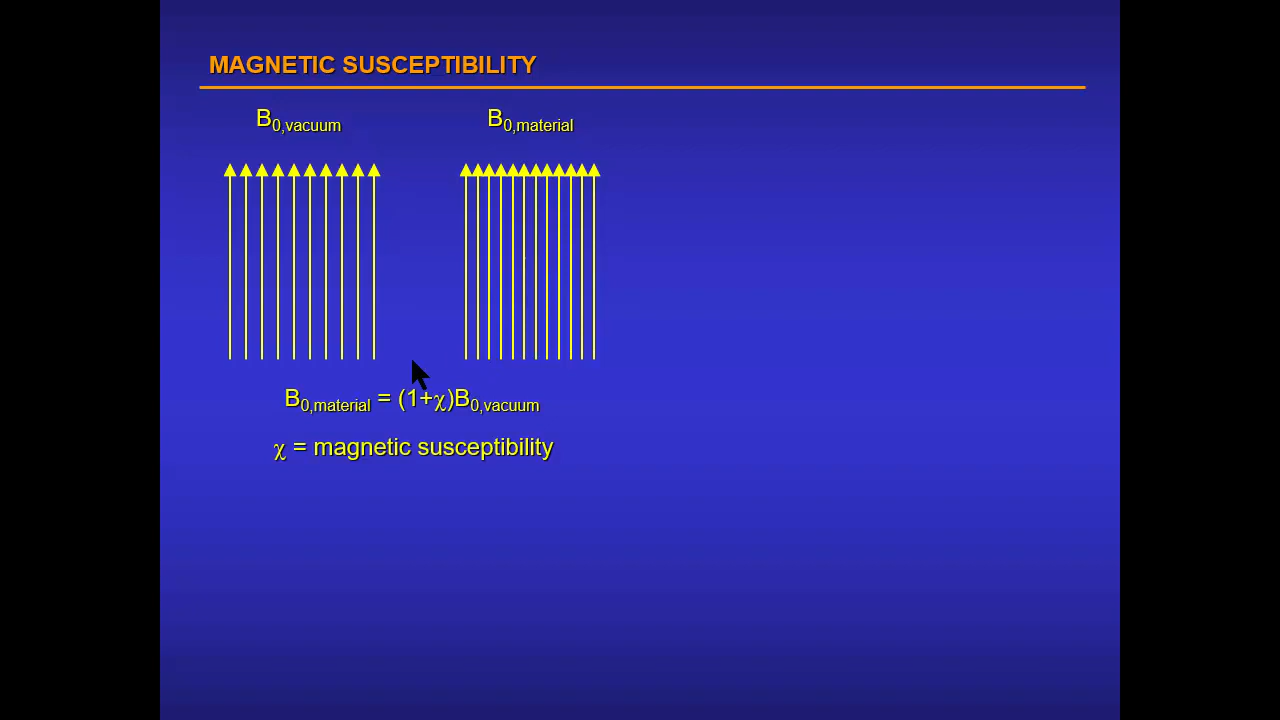 MAGNETIC SUSCEPTIBILITY
B0,vacuum B0,material
B0,material = (1+χ)B0,vacuum
χ = magnetic susceptibility